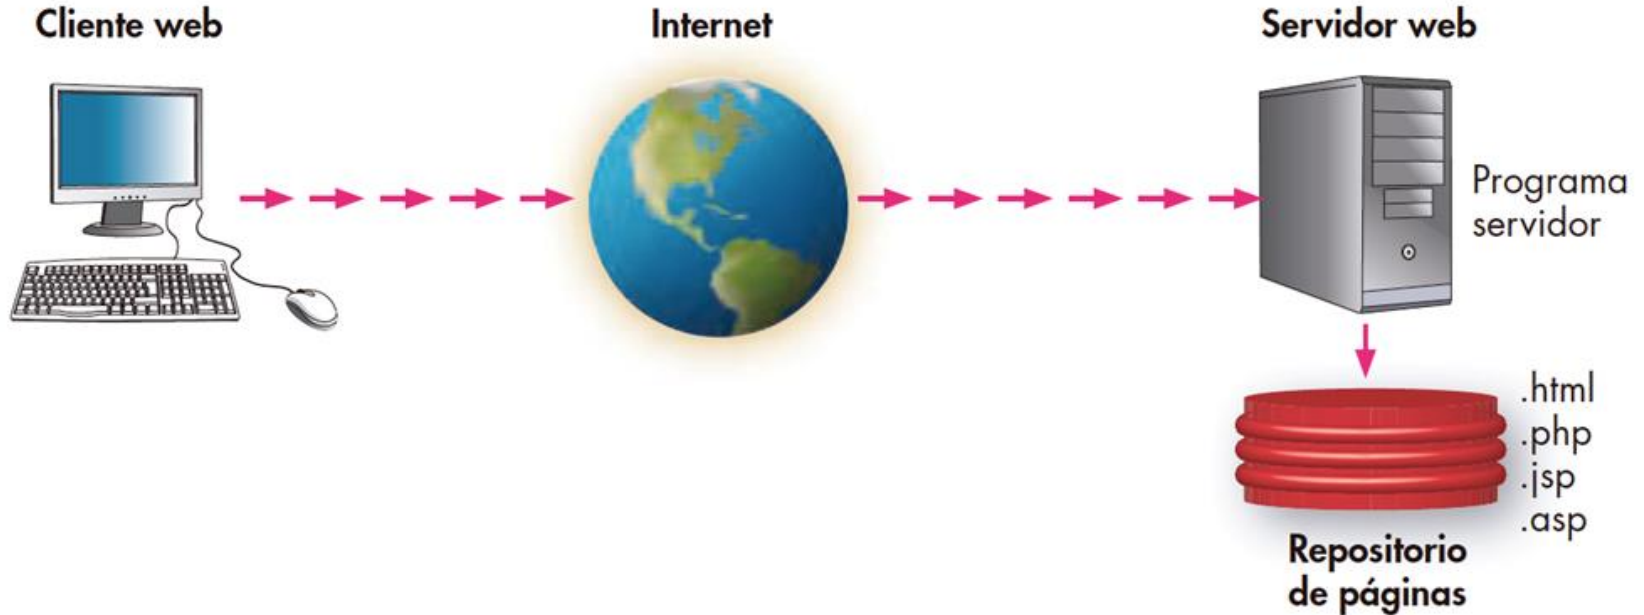 Cliente web
Internet
Servidor web
Programa
servidor
.html
.php
.jsp
.asp
Repositorio
de páginas